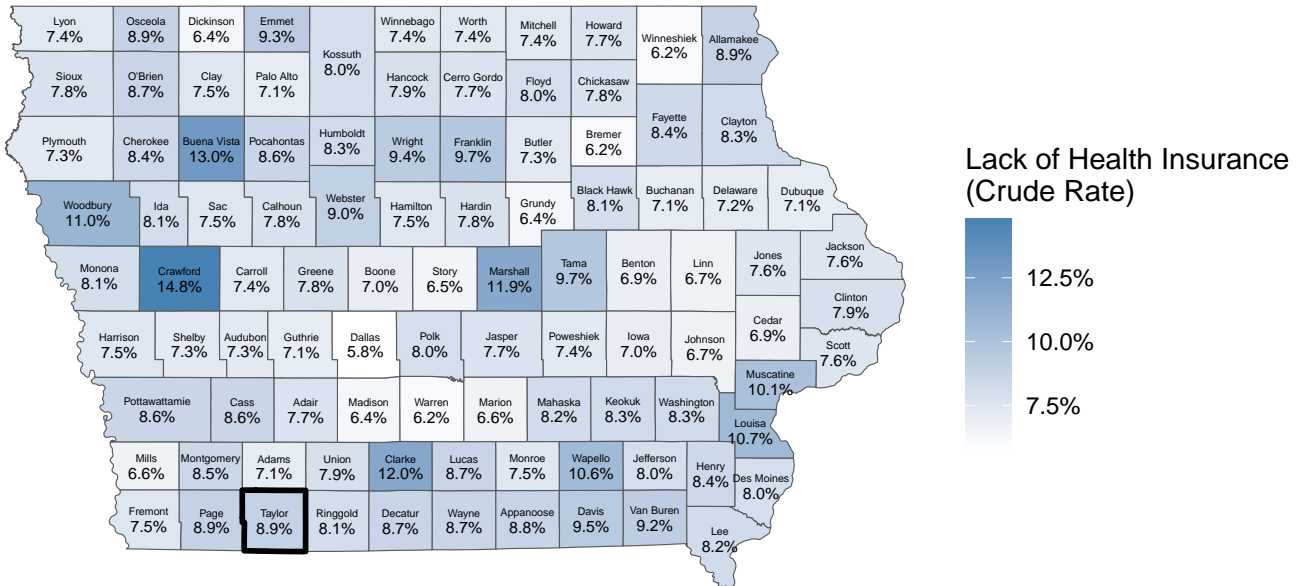 Lyon
7.4%
Osceola
8.9%
Dickinson
6.4%
Emmet
9.3%
Kossuth
8.0%
Winnebago
7.4%
Worth
7.4%
Mitchell
7.4%
Howard
7.7%
Winneshiek
6.2%
Allamakee
8.9%
Sioux
7.8%
O'Brien
8.7%
Clay
7.5%
Palo Alto
7.1%
Hancock
7.9%
Cerro Gordo
7.7%
Floyd
8.0%
Chickasaw
7.8%
Fayette
8.4%
Clayton
8.3%
Plymouth
7.3%
Cherokee
8.4%
Buena Vista
13.0%
Pocahontas
8.6%
Humboldt
8.3%
Wright
9.4%
Franklin
9.7%
Butler
7.3%
Bremer
6.2%
Woodbury
11.0%
Ida
8.1%
Sac
7.5%
Calhoun
7.8%
Webster
9.0%
Hamilton
7.5%
Hardin
7.8%
Grundy
6.4%
Black Hawk
8.1%
Buchanan
7.1%
Delaware
7.2%
Dubuque
7.1%
Monona
8.1%
Crawford
14.8%
Carroll
7.4%
Greene
7.8%
Boone
7.0%
Story
6.5%
Marshall
11.9%
Tama
9.7%
Benton
6.9%
Linn
6.7%
Jones
7.6%
Jackson
7.6%
Clinton
7.9%
Harrison
7.5%
Shelby
7.3%
Audubon
7.3%
Guthrie
7.1%
Dallas
5.8%
Polk
8.0%
Jasper
7.7%
Poweshiek
7.4%
Iowa
7.0%
Johnson
6.7%
Cedar
6.9%
Scott
7.6%
Muscatine
10.1%
Pottawattamie
8.6%
Cass
8.6%
Adair
7.7%
Madison
6.4%
Warren
6.2%
Marion
6.6%
Mahaska
8.2%
Keokuk
8.3%
Washington
8.3%
Louisa
10.7%
Mills
6.6%
Montgomery
8.5%
Adams
7.1%
Union
7.9%
Clarke
12.0%
Lucas
8.7%
Monroe
7.5%
Wapello
10.6%
Jefferson
8.0%
Henry
8.4%
Des Moines
8.0%
Fremont
7.5%
Page
8.9%
Taylor
8.9%
Ringgold
8.1%
Decatur
8.7%
Wayne
8.7%
Appanoose
8.8%
Davis
9.5%
Van Buren
9.2%
Lee
8.2%
Lack of Health Insurance
(Crude Rate)
12.5%
10.0%
7.5%